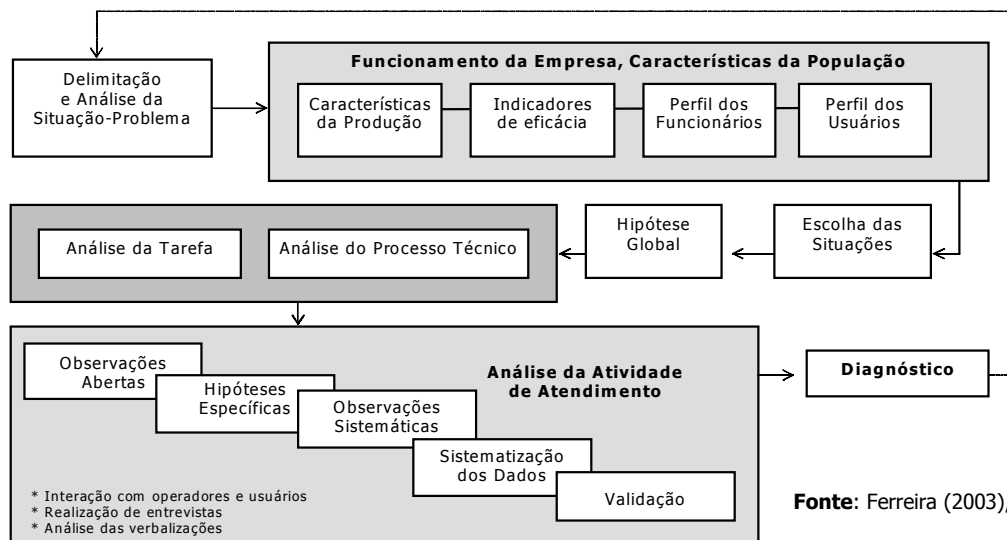 Delimitação
e Análise da
Situação-Problema
Funcionamento da Empresa, Características da População
Características
da Produção
Indicadores
de eficácia
Perfil dos
Funcionários
Perfil dos
Usuários
Análise da Tarefa
Análise do Processo Técnico
Hipótese
Global
Escolha das
Situações
Observações
Abertas
Hipóteses
Específicas
Observações
Sistemáticas
Sistematização
dos Dados
Validação
Análise da Atividade
de Atendimento
* Interação com operadores e usuários
* Realização de entrevistas
* Análise das verbalizações
Diagnóstico
Fonte: Ferreira (2003),